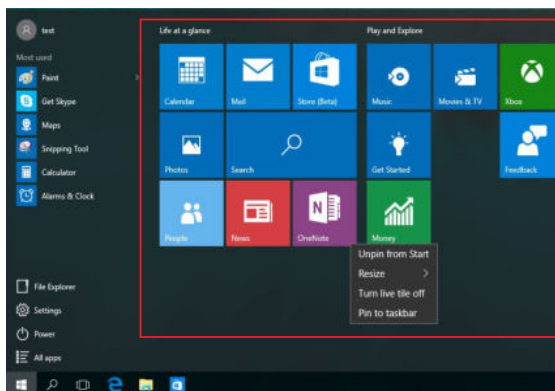 test
Most used
Paint
Get Skype
Maps
Snipping Tool
Calculator
Alarms & Clock
File Explorer
Settings
Power
All apps
Life at a glance
Play and Explore
Calendar
Mail
Store (Beta)
Music
Movies & TV
Xbox
Photos
Search
Get Started
Feedback
People
News
OneNote
Money
Unpin from Start
Resize
Turn live tile off
Pin to taskbar